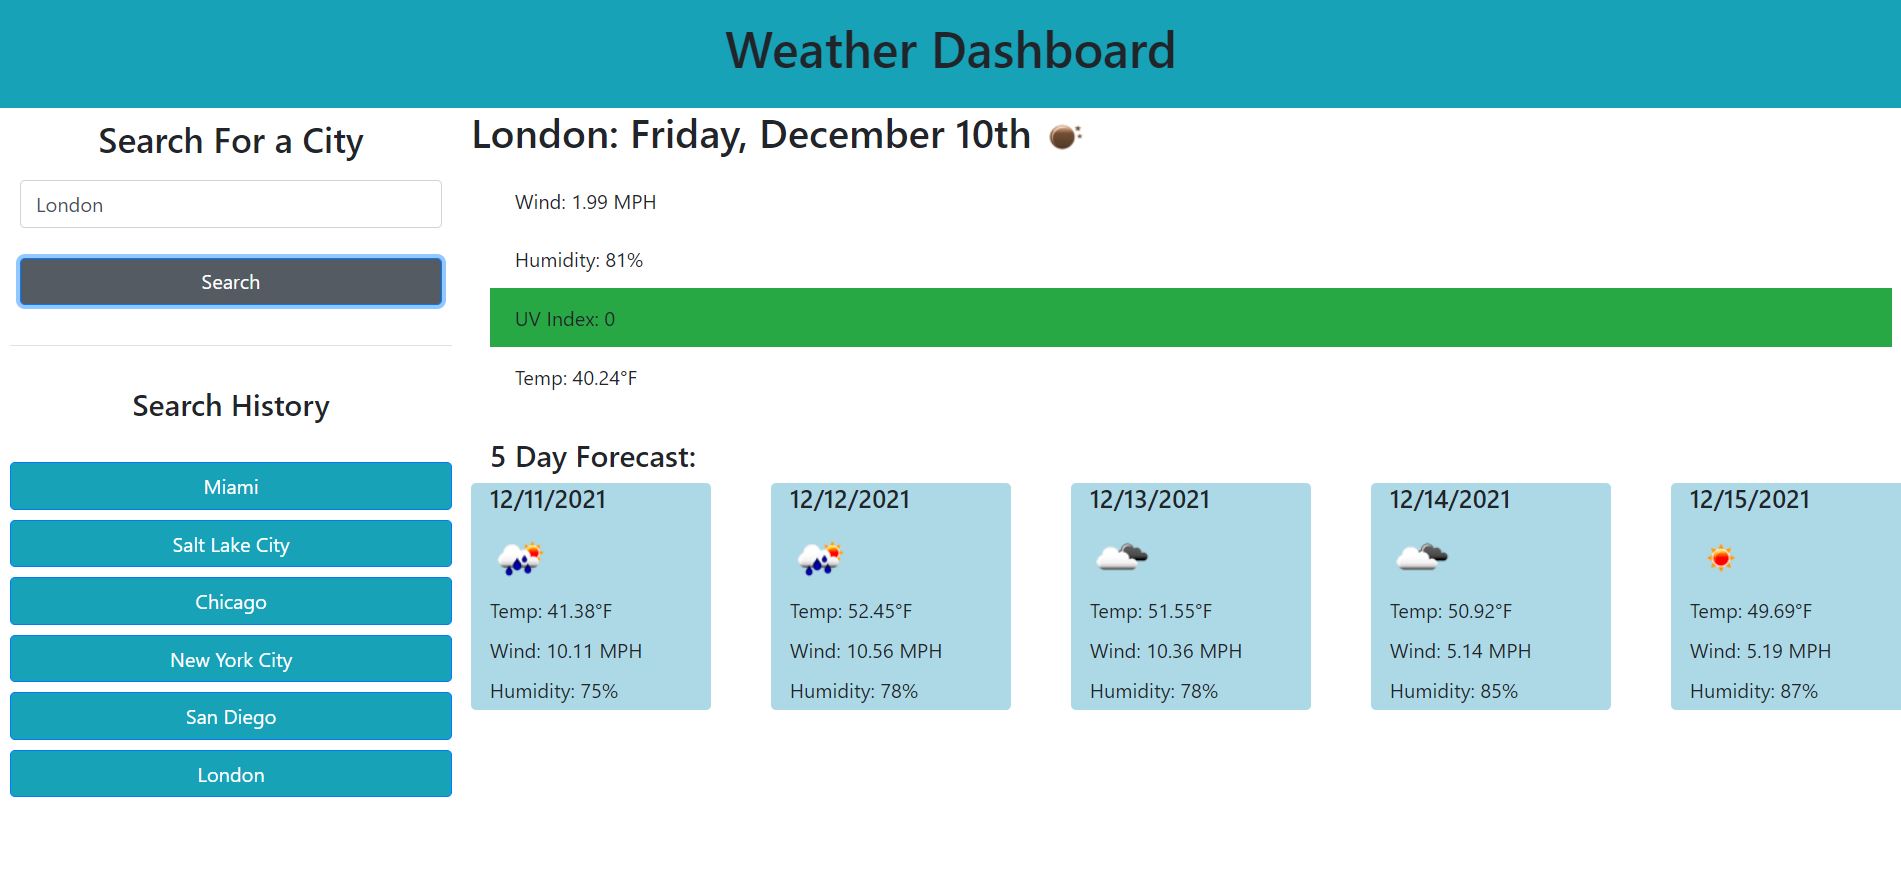 Weather Dashboard
Search For a City
London
Search
Search History
Miami
Salt Lake City
Chicago
New York City
San Diego
London
London: Friday, December 10th
Wind: 1.99 MPH
Humidity: 81%
UV Index: 0
Temp: 40.24°F
5 Day Forecast:
12/11/2021
Temp: 41.38°F
Wind: 10.11 MPH
Humidity: 75%
12/12/2021
Temp: 52.45°F
Wind: 10.56 MPH
Humidity: 78%
12/13/2021
Temp: 51.55°F
Wind: 10.36 MPH
Humidity: 78%
12/14/2021
Temp: 50.92°F
Wind: 5.14 MPH
Humidity: 85%
12/15/2021
Temp: 49.69°F
Wind: 5.19 MPH
Humidity: 87%